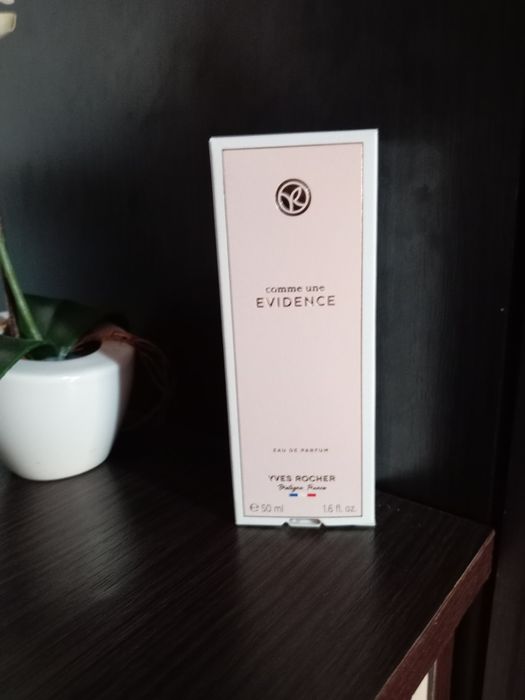 comme une
EVIDENCE
EAU DE PARFUM
YVES ROCHER
Bretagne, France
℮ 50 ml 1.6 fl. oz.